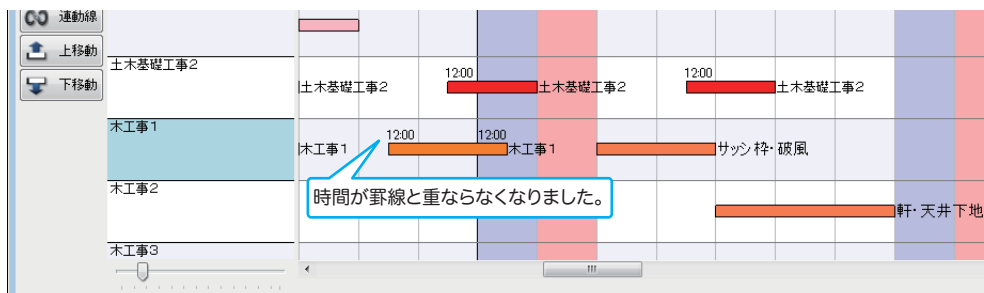 連動線
上移動
土木基礎工事2
12:00
12:00
下移動
土木基礎工事2
土木基礎工事2
土木基礎工事2
木工事1
12:00
12:00
木工事1
木工事1
サッシ枠・破風
木工事2
時間が罫線と重ならなくなりました。
軒・天井下地
木工事3